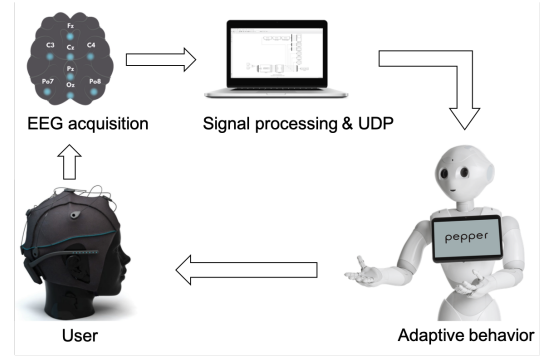 Fz
C3 Cz C4
Pz
Po7 Oz Po8
EEG acquisition
Signal processing & UDP
pepper
User
Adaptive behavior